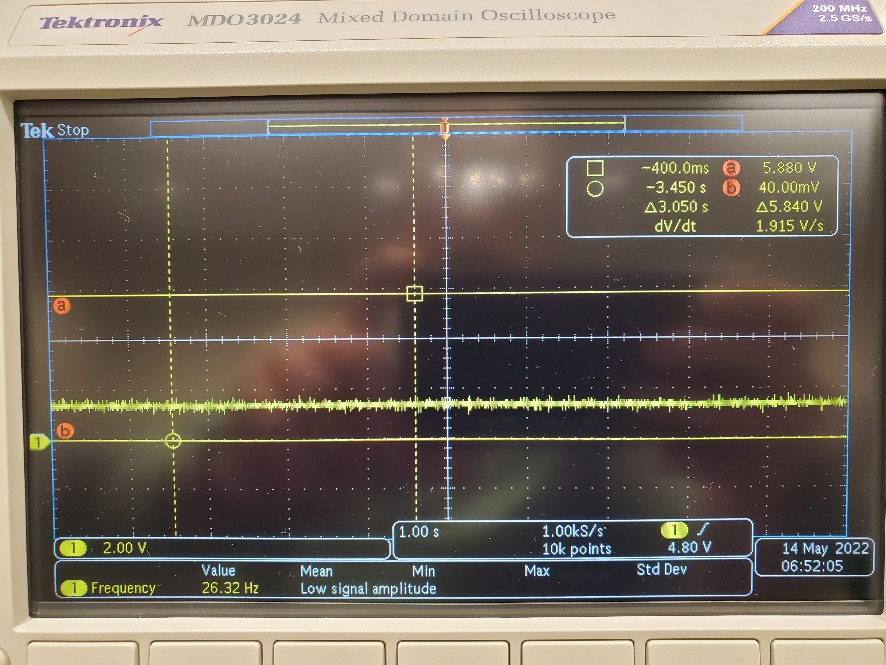 Tektronix MDO3024 Mixed Domain Oscilloscope
200 MHz
2.5 GS/s
Tek Stop
-400.0ms a 5.880 V
-3.450 s b 40.00mV
Δ3.050 s Δ5.840 V
dV/dt 1.915 V/s
a
b
1
1 2.00 V
1.00 s 1.00kS/s 1
10k points 4.80 V
14 May 2022
06:52:05
Value Mean Min Max Std Dev
1 Frequency 26.32 Hz Low signal amplitude